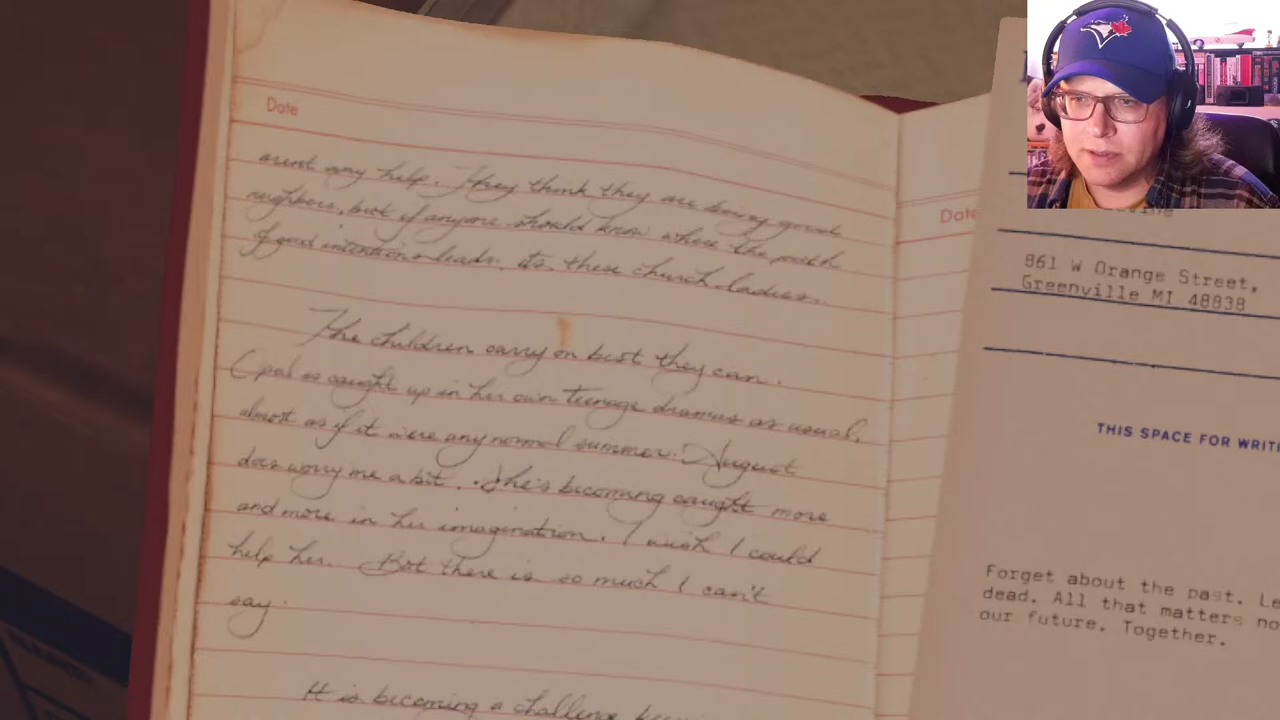 Date
arent any help. They think they are being good
neighbors, but if anyone should know where the path
of good intentions leads, its these church ladies.
The children carry on best they can.
Opal is caught up in her own teenage dramas as usual,
almost as if it were any normal summer. August
does worry me a bit. She's becoming caught more
and more in her imagination. I wish I could
help her. But there is so much I can't
say.
It is becoming a challenge
Date
861 W Orange Street,
Greenville MI 48838
THIS SPACE FOR WRIT
Forget about the past. Le
dead. All that matters no
our future. Together.